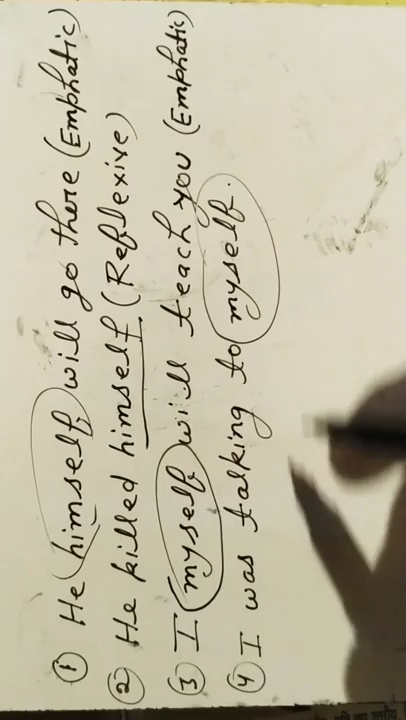 ① He himself will go there (Emphatic)
② He killed himself. (Reflexive)
③ I myself will teach you (Emphatic)
④ I was talking to myself.